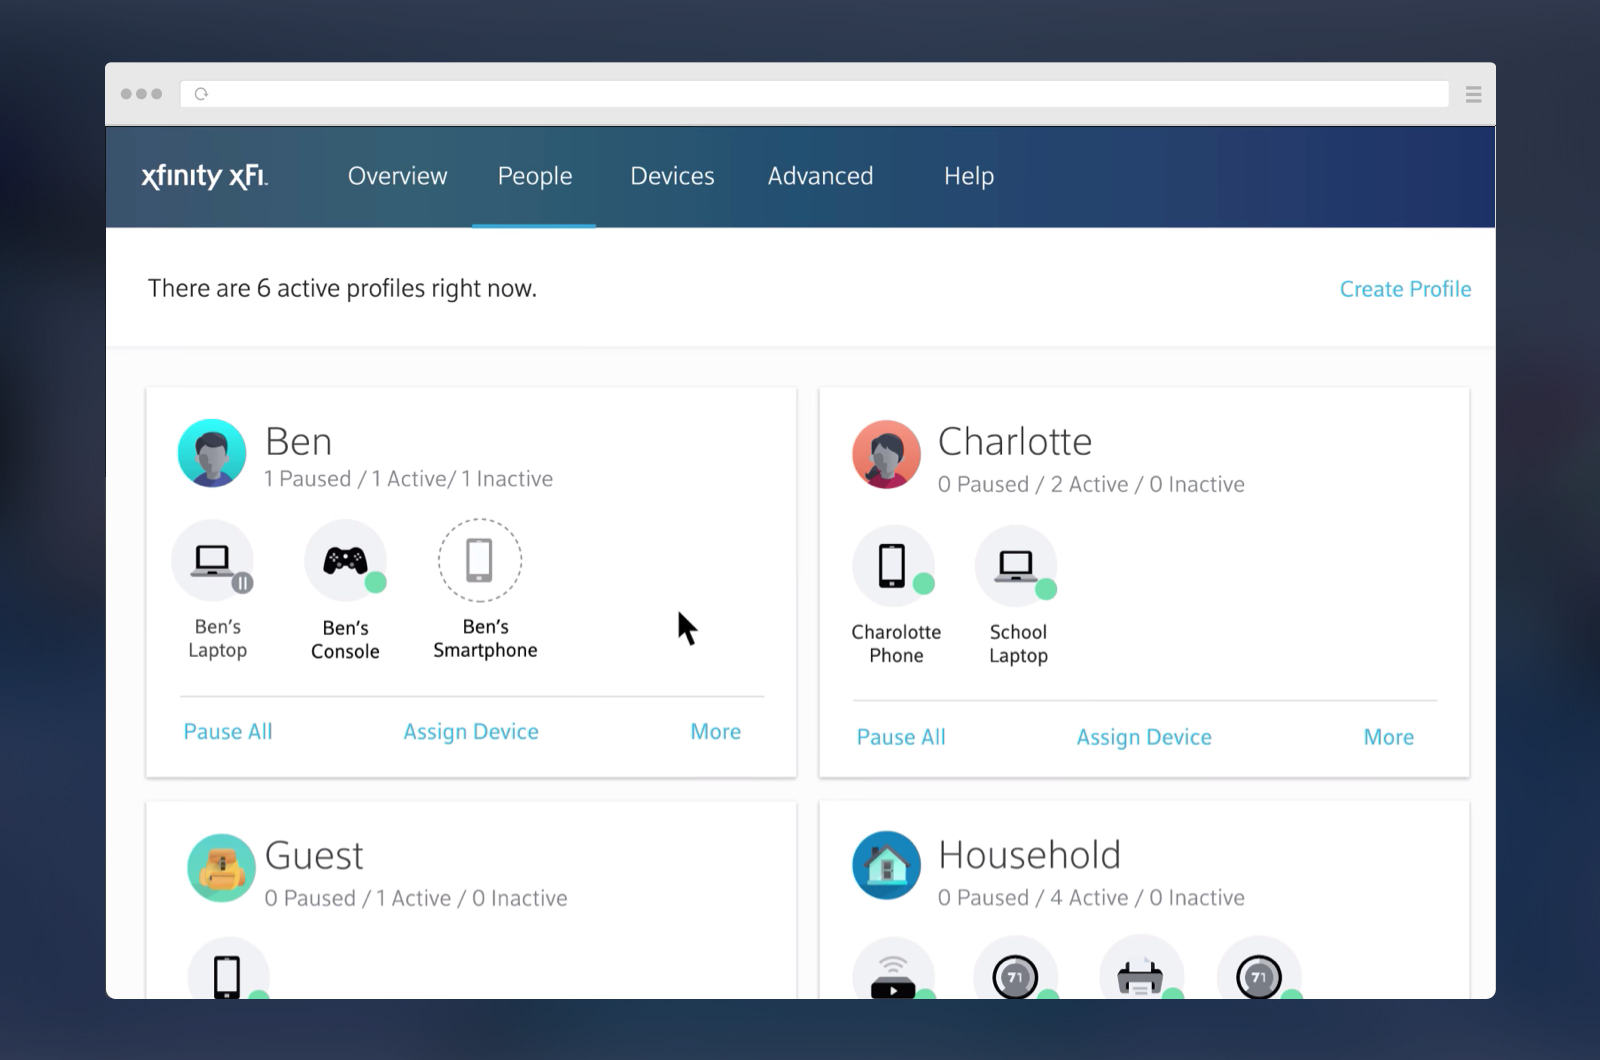 xfinity xFi
Overview
People
Devices
Advanced
Help
There are 6 active profiles right now.
Create Profile
Ben
1 Paused / 1 Active/ 1 Inactive
Ben's
Laptop
Ben's
Console
Ben's
Smartphone
Pause All
Assign Device
More
Charlotte
0 Paused / 2 Active / 0 Inactive
Charolotte
Phone
School
Laptop
Pause All
Assign Device
More
Guest
0 Paused / 1 Active / 0 Inactive
Household
0 Paused / 4 Active / 0 Inactive
71
71